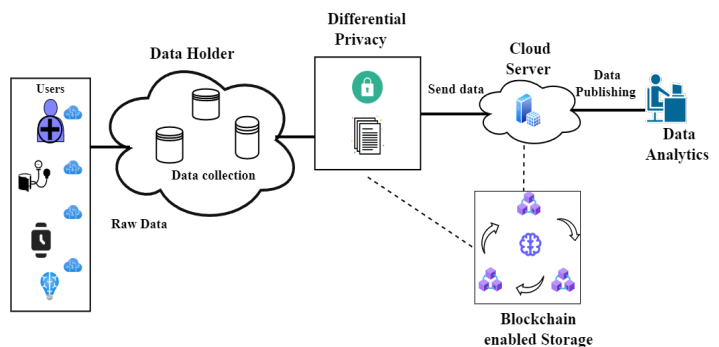 Users
Data Holder
Data collection
Raw Data
Differential
Privacy
Send data
Cloud
Server
Data
Publishing
Data
Analytics
Blockchain
enabled Storage